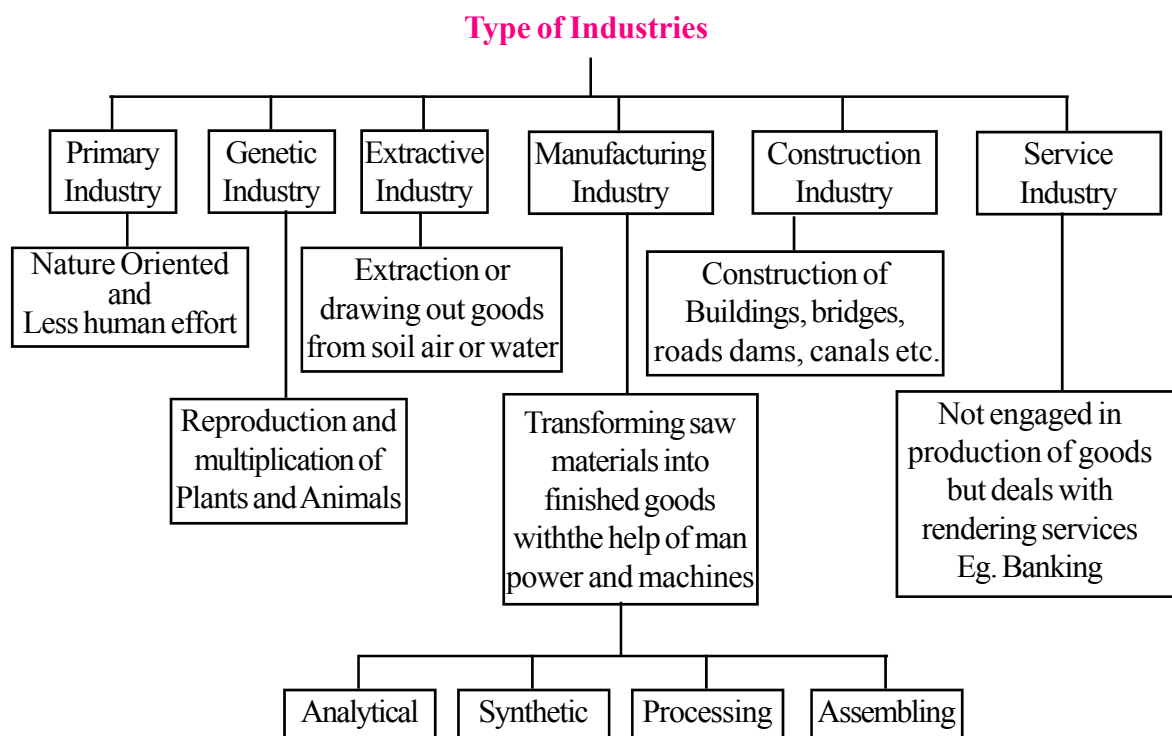 Type of Industries
Primary
Industry
Genetic
Industry
Extractive
Industry
Manufacturing
Industry
Construction
Industry
Service
Industry
Nature Oriented
and
Less human effort
Extraction or
drawing out goods
from soil air or water
Construction of
Buildings, bridges,
roads dams, canals etc.
Reproduction and
multiplication of
Plants and Animals
Transforming saw
materials into
finished goods
withthe help of man
power and machines
Not engaged in
production of goods
but deals with
rendering services
Eg. Banking
Analytical
Synthetic
Processing
Assembling